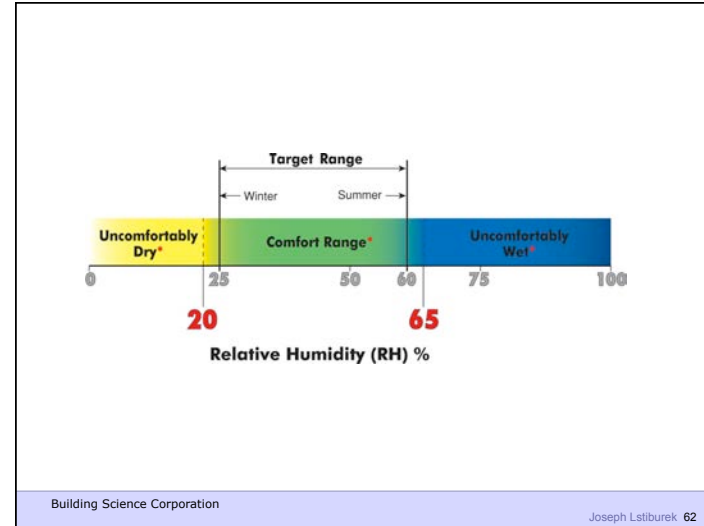 Target Range
Winter Summer
Uncomfortably Dry* Comfort Range* Uncomfortably Wet*
0 25 50 60 75 100
20 65
Relative Humidity (RH) %
Building Science Corporation
Joseph Lstiburek 62